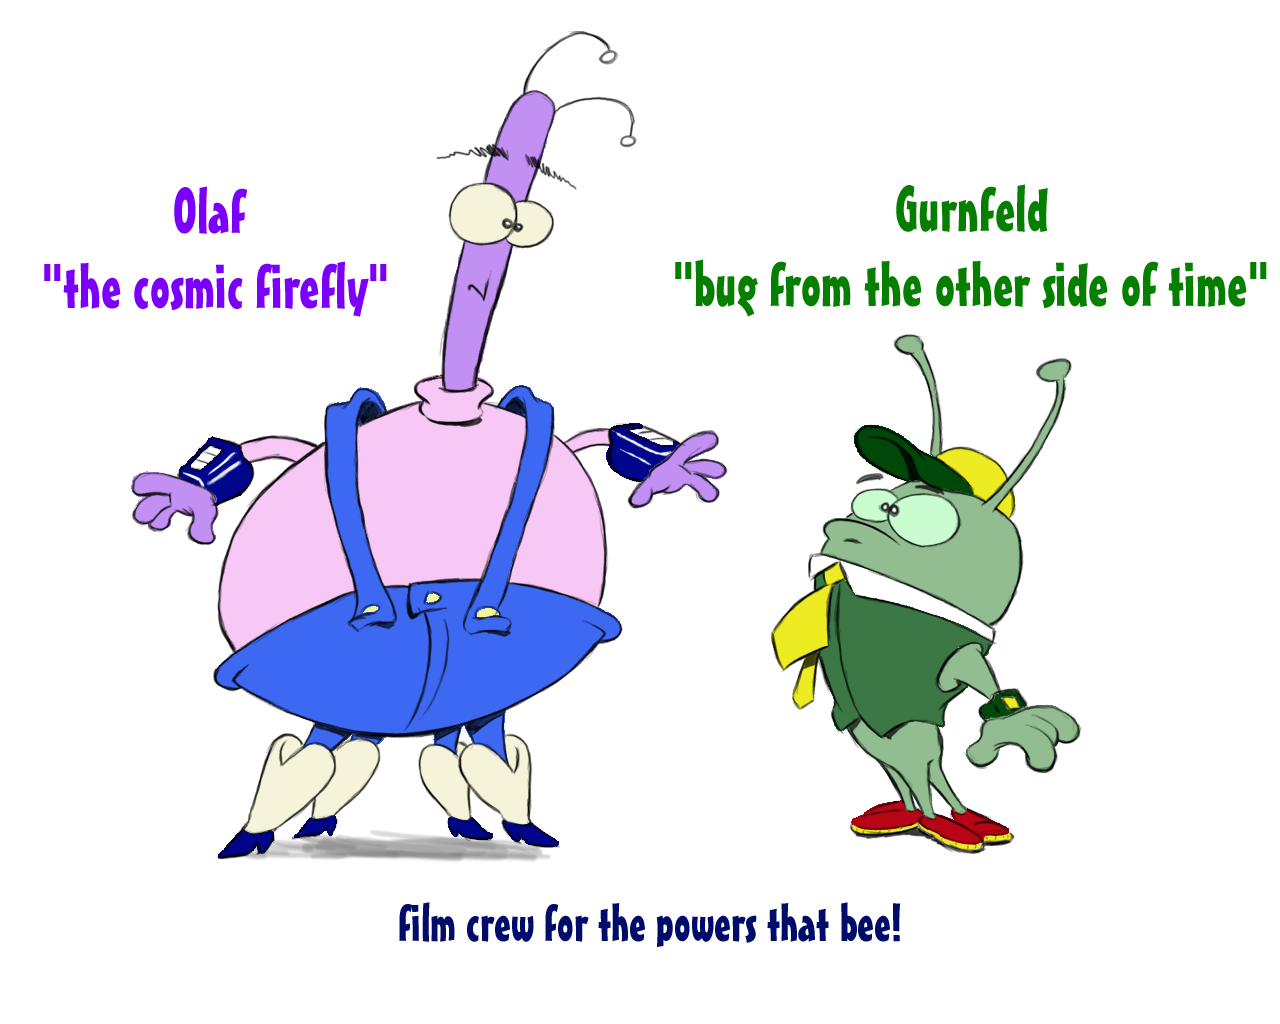 Olaf
"the cosmic firefly"
Gurnfeld
"bug from the other side of time"
film crew for the powers that bee!